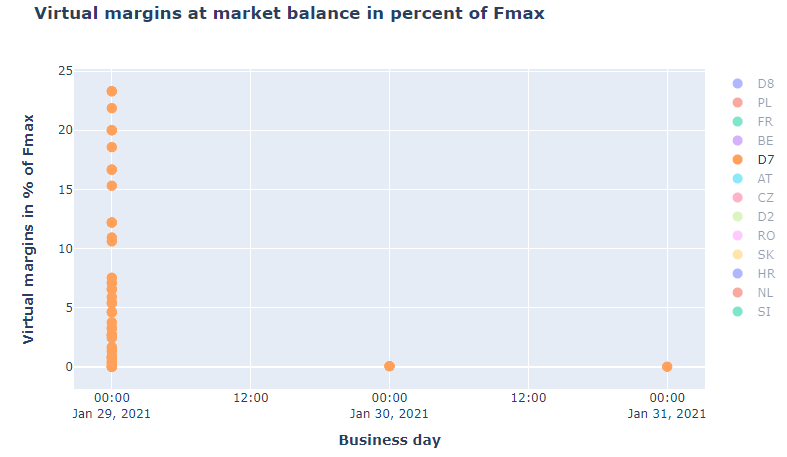 Virtual margins at market balance in percent of Fmax
Virtual margins in % of Fmax
25
20
15
10
5
0
00:00
Jan 29, 2021
12:00
00:00
Jan 30, 2021
12:00
00:00
Jan 31, 2021
Business day
D8
PL
FR
BE
D7
AT
CZ
D2
RO
SK
HR
NL
SI